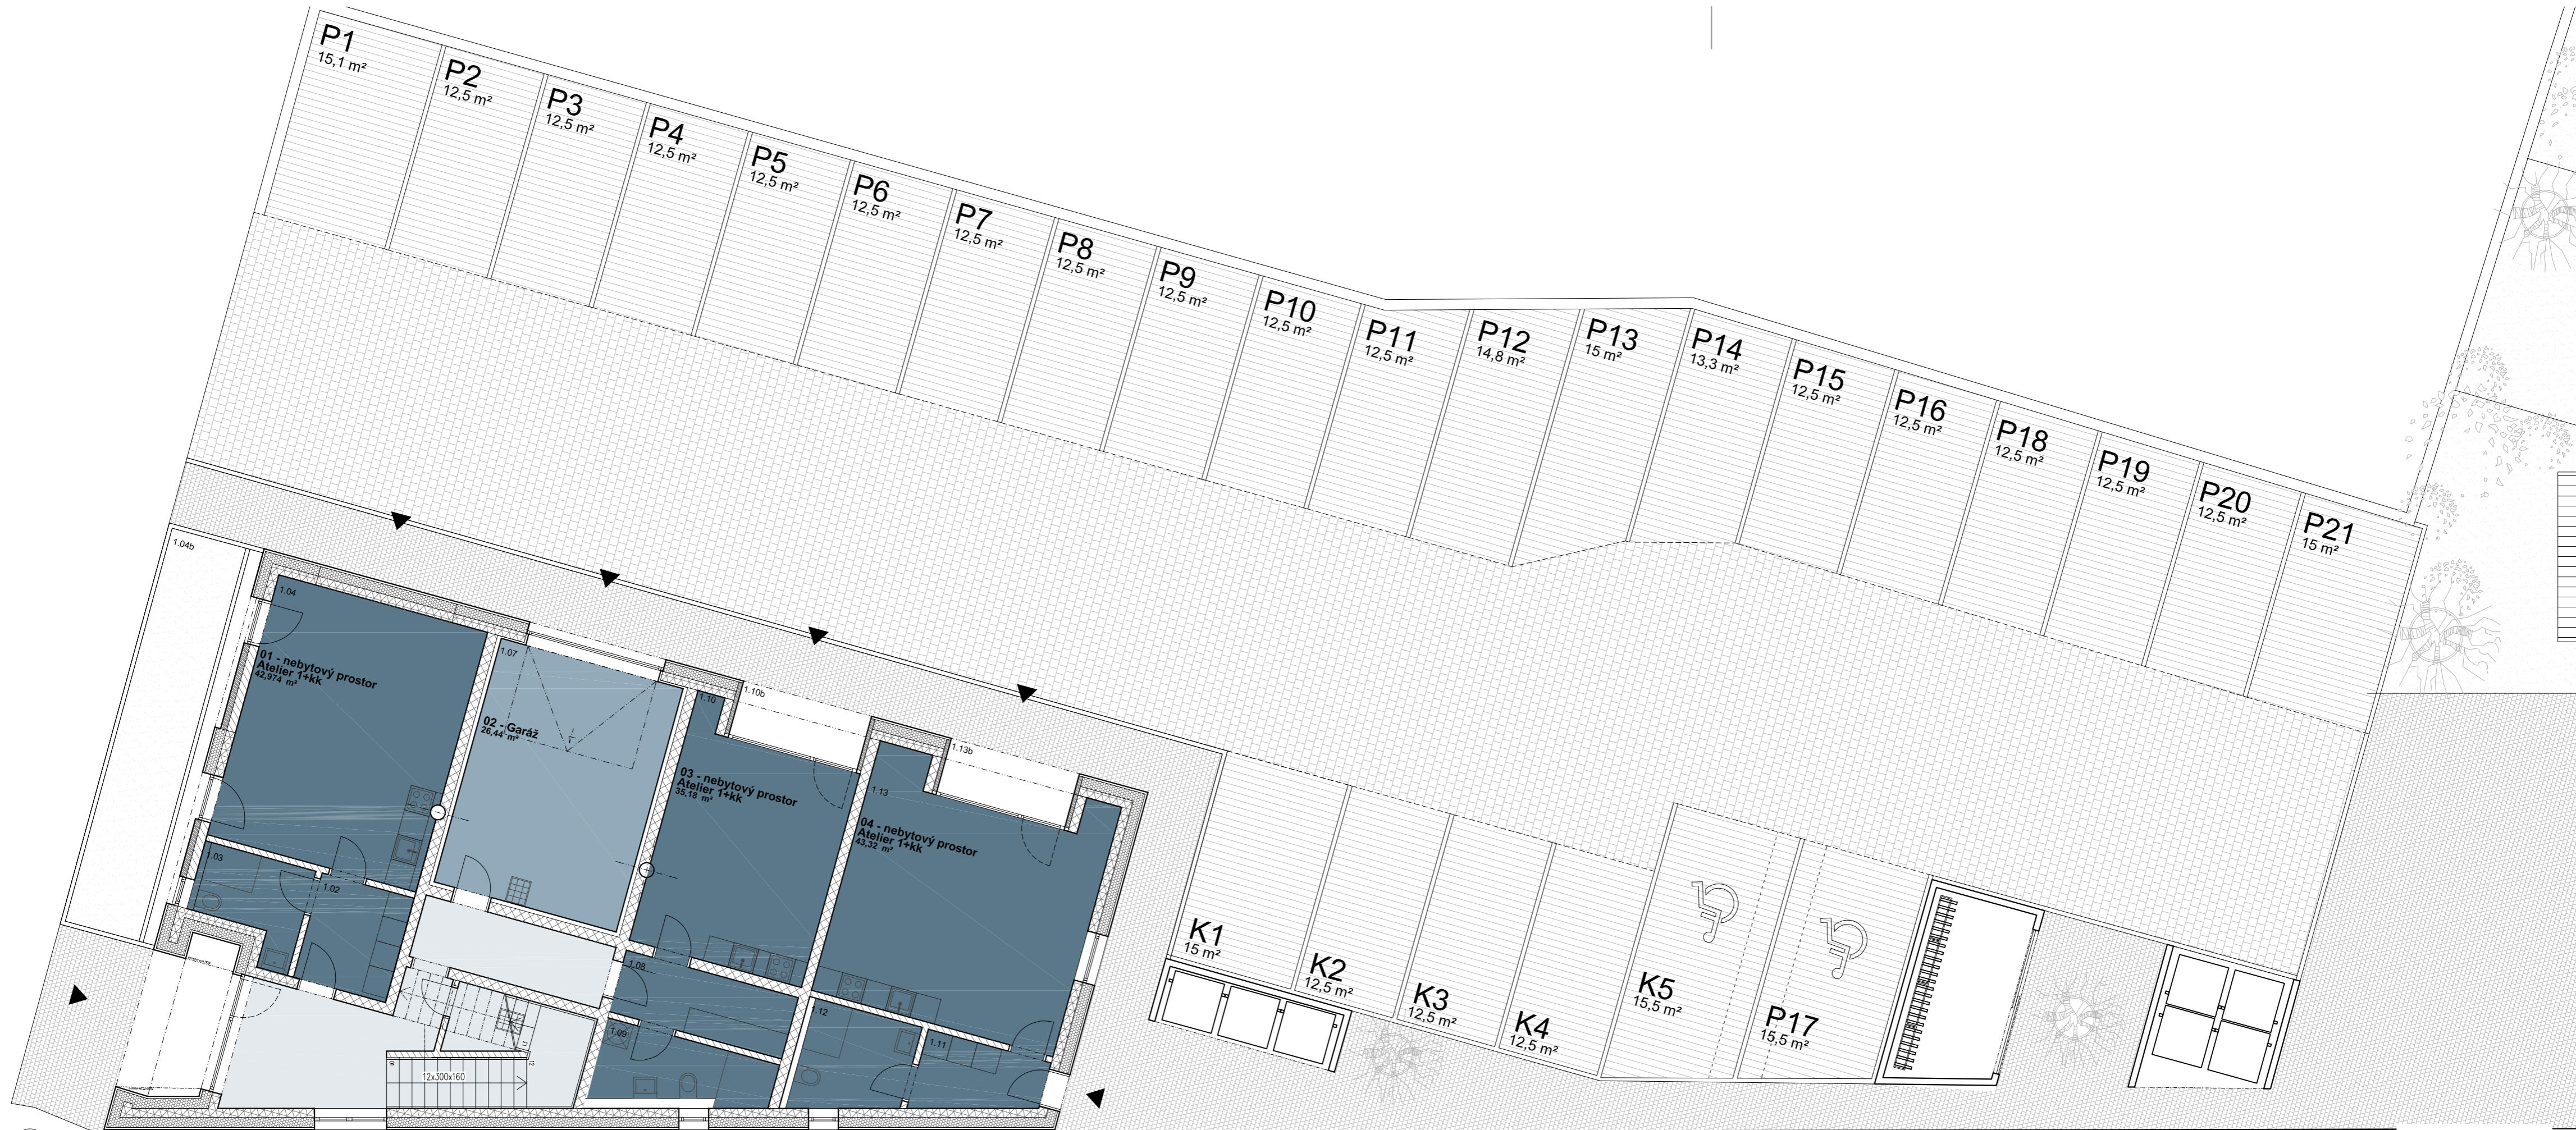 P1
15,1 m²
P2
12,5 m²
P3
12,5 m²
P4
12,5 m²
P5
12,5 m²
P6
12,5 m²
P7
12,5 m²
P8
12,5 m²
P9
12,5 m²
P10
12,5 m²
P11
12,5 m²
P12
14,8 m²
P13
15 m²
P14
13,3 m²
P15
12,5 m²
P16
12,5 m²
P18
12,5 m²
P19
12,5 m²
P20
12,5 m²
P21
15 m²
1.04b
1.04
01 - nebytový prostor
Atelier 1+kk
42,974 m²
1.03
1.02
1.07
02 - Garáž
26,44 m²
1.10
1.10b
03 - nebytový prostor
Atelier 1+kk
35,18 m²
1.08
1.09
1.13b
1.13
04 - nebytový prostor
Atelier 1+kk
43,32 m²
1.12
1.11
12x300x160
K1
15 m²
K2
12,5 m²
K3
12,5 m²
K4
12,5 m²
K5
15,5 m²
P17
15,5 m²